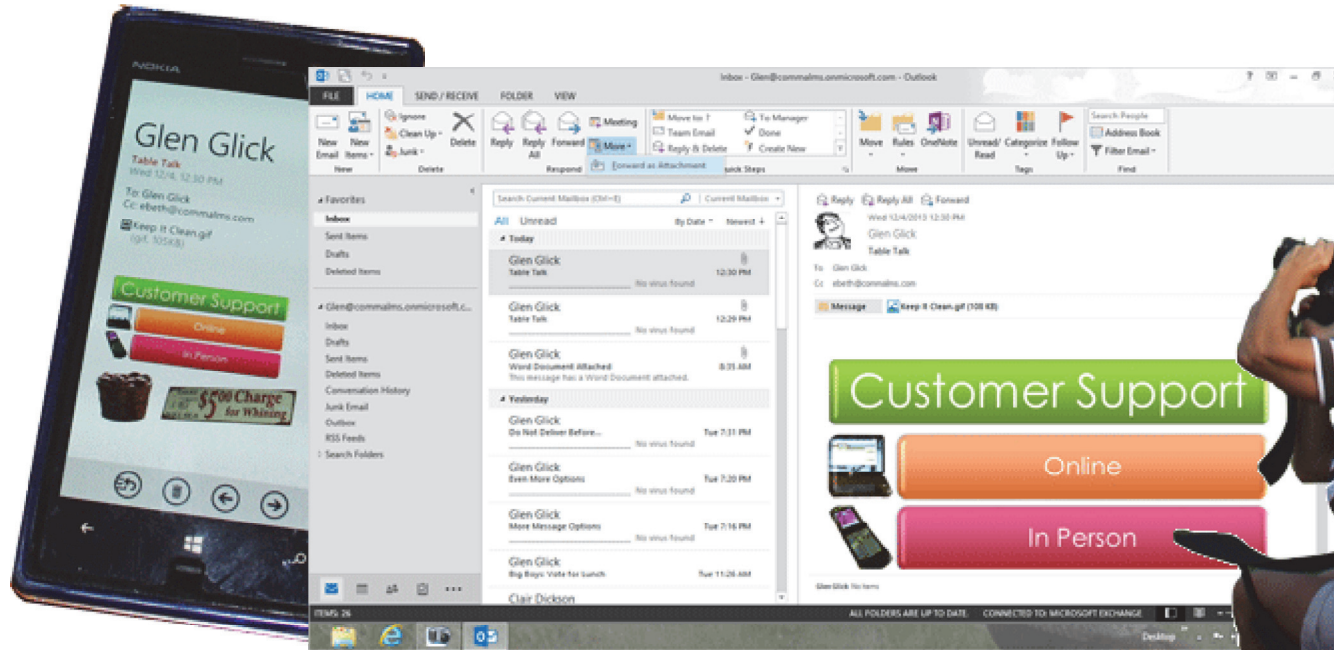 NOKIA
Glen Glick
Table Talk
Wed 12/4, 12:30 PM
To: Glen Glick
Cc: ebeth@commalms.com
Keep It Clean.gif
(gif, 105KB)
Customer Support
Online
In Person
$5.00 Charge
for Whining
Inbox - Glen@commalms.onmicrosoft.com - Outlook
FILE HOME SEND / RECEIVE FOLDER VIEW
Ignore
Clean Up
Junk
New Email
New Items
Delete
Reply
Reply All
Forward
Meeting
More
Forward as Attachment
Move to: ?
Team Email
Reply & Delete
To Manager
Done
Create New
Move
Rules
OneNote
Unread/ Read
Categorize
Follow Up
Search People
Address Book
Filter Email
New Delete Respond Quick Steps Move Tags Find
Favorites
Inbox
Sent Items
Drafts
Deleted Items
Glen@commalms.onmicrosoft.c...
Inbox
Drafts
Sent Items
Deleted Items
Conversation History
Junk Email
Outbox
RSS Feeds
Search Folders
Search Current Mailbox (Ctrl+E) Current Mailbox
All Unread By Date Newest
Today
Glen Glick
Table Talk 12:30 PM
No virus found
Glen Glick
Table Talk 12:29 PM
No virus found
Glen Glick
Word Document Attached 8:35 AM
This message has a Word Document attached.
Yesterday
Glen Glick
Do Not Deliver Before... Tue 7:31 PM
No virus found
Glen Glick
Even More Options Tue 7:20 PM
No virus found
Glen Glick
More Message Options Tue 7:16 PM
No virus found
Glen Glick
Big Boys: Vote for Lunch Tue 11:26 AM
Clair Dickson
Reply Reply All Forward
Wed 12/4/2013 12:30 PM
Glen Glick
Table Talk
To Glen Glick
Cc ebeth@commalms.com
Message Keep It Clean.gif (108 KB)
Customer Support
Online
In Person
Glen Glick No Items
ITEMS: 26 ALL FOLDERS ARE UP TO DATE. CONNECTED TO: MICROSOFT EXCHANGE
Desktop